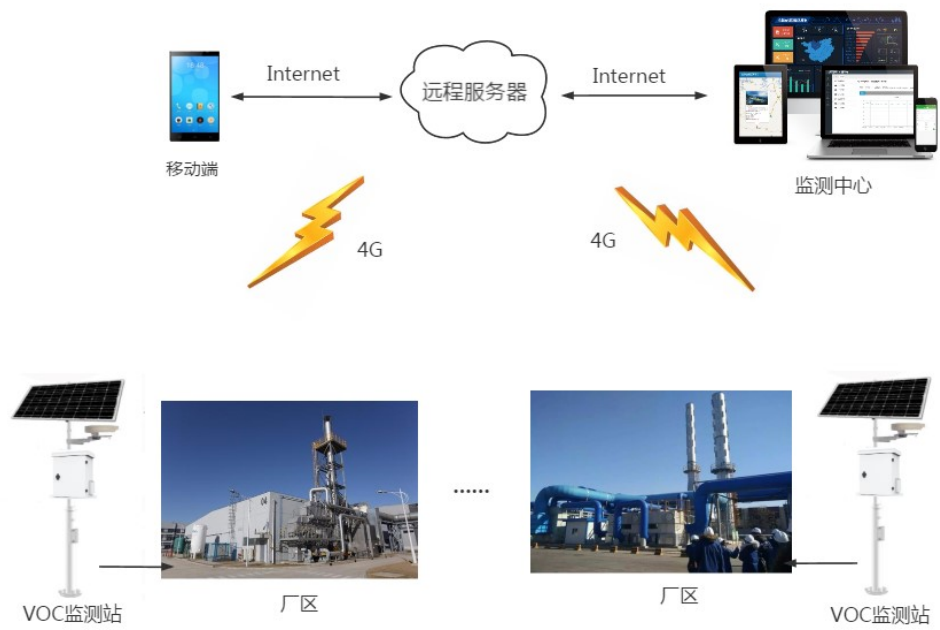 Internet
远程服务器
Internet
移动端
监测中心
4G
4G
......
VOC监测站
厂区
厂区
VOC监测站